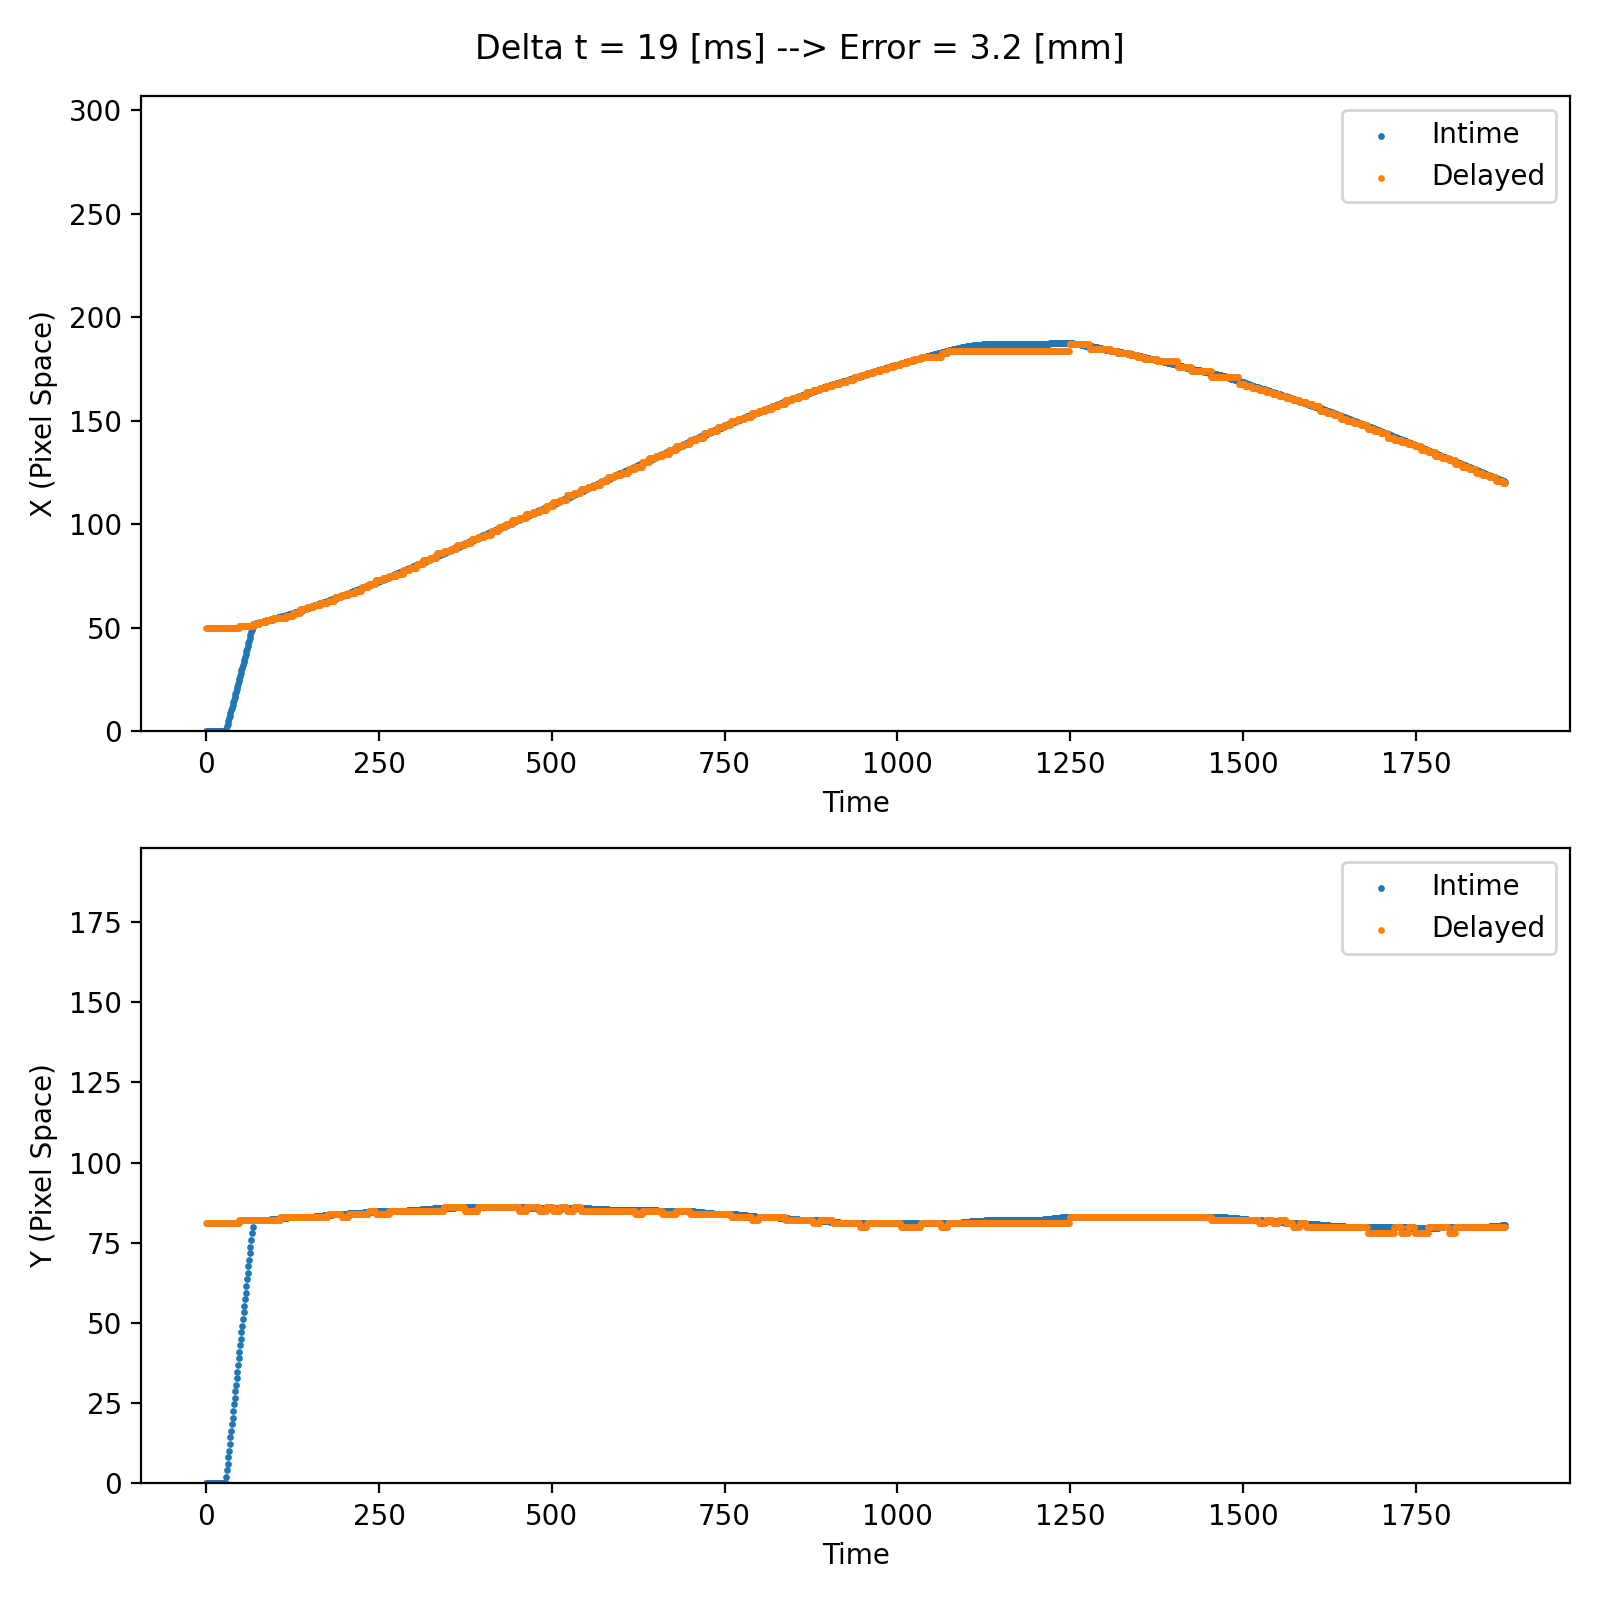 Delta t = 19 [ms] --> Error = 3.2 [mm]
300
250
200
150
100
50
0
X (Pixel Space)
Intime
Delayed
0 250 500 750 1000 1250 1500 1750
Time
175
150
125
100
75
50
25
0
Y (Pixel Space)
Intime
Delayed
0 250 500 750 1000 1250 1500 1750
Time